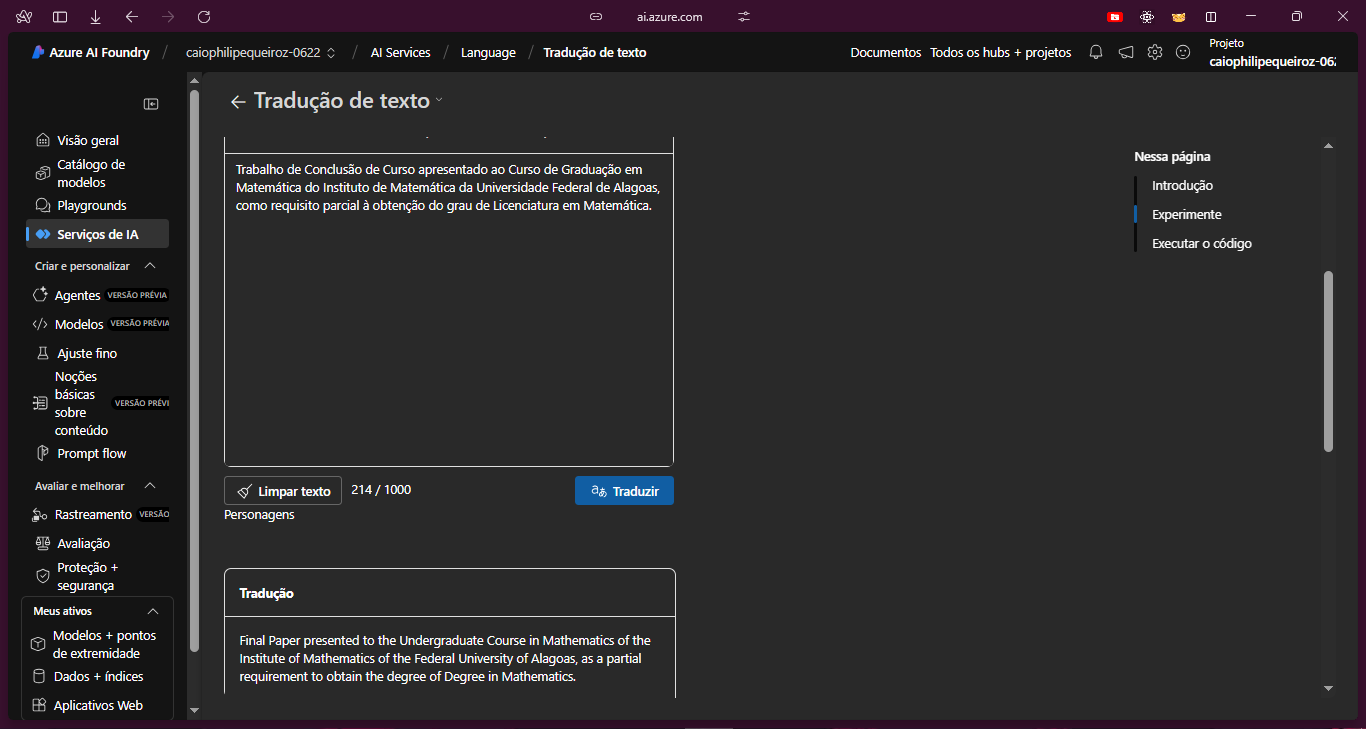 ai.azure.com
Azure AI Foundry / caiophilipequeiroz-0622 / AI Services / Language / Tradução de texto
Documentos Todos os hubs + projetos
Projeto
caiophilipequeiroz-06
Visão geral
Catálogo de
modelos
Playgrounds
Serviços de IA
Criar e personalizar
Agentes VERSÃO PRÉVIA
Modelos VERSÃO PRÉVIA
Ajuste fino
Noções
básicas
sobre
conteúdo
VERSÃO PRÉVI
Prompt flow
Avaliar e melhorar
Rastreamento VERSÃO
Avaliação
Proteção +
segurança
Meus ativos
Modelos + pontos
de extremidade
Dados + índices
Aplicativos Web
Tradução de texto
Trabalho de Conclusão de Curso apresentado ao Curso de Graduação em
Matemática do Instituto de Matemática da Universidade Federal de Alagoas,
como requisito parcial à obtenção do grau de Licenciatura em Matemática.
Limpar texto
214 / 1000
Traduzir
Personagens
Tradução
Final Paper presented to the Undergraduate Course in Mathematics of the
Institute of Mathematics of the Federal University of Alagoas, as a partial
requirement to obtain the degree of Degree in Mathematics.
Nessa página
Introdução
Experimente
Executar o código